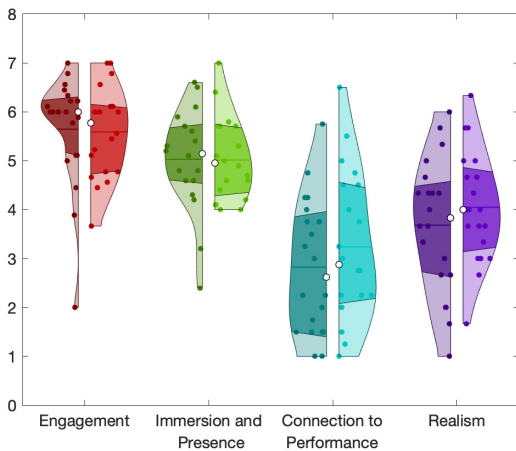 8
7
6
5
4
3
2
1
0
Engagement
Immersion and
Presence
Connection to
Performance
Realism